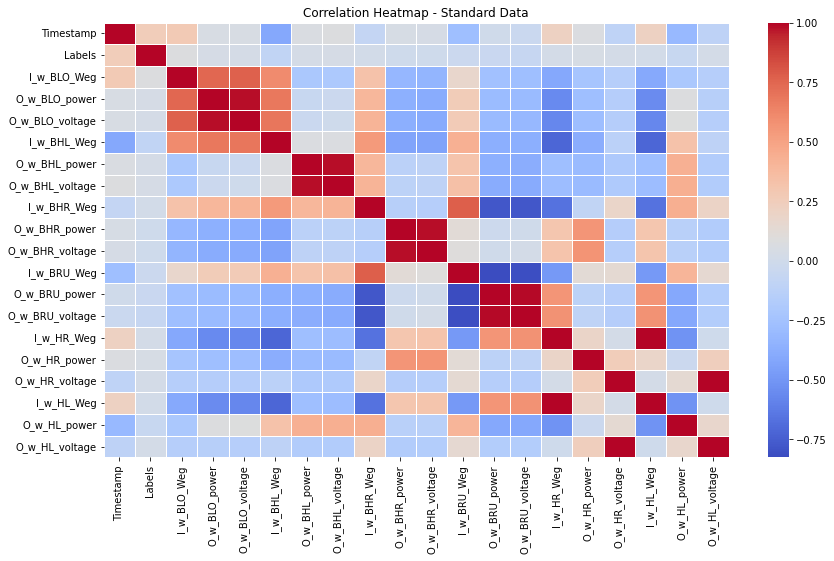 Correlation Heatmap - Standard Data
Timestamp
Labels
I_w_BLO_Weg
O_w_BLO_power
O_w_BLO_voltage
I_w_BHL_Weg
O_w_BHL_power
O_w_BHL_voltage
I_w_BHR_Weg
O_w_BHR_power
O_w_BHR_voltage
I_w_BRU_Weg
O_w_BRU_power
O_w_BRU_voltage
I_w_HR_Weg
O_w_HR_power
O_w_HR_voltage
I_w_HL_Weg
O_w_HL_power
O_w_HL_voltage
Timestamp
Labels
I_w_BLO_Weg
O_w_BLO_power
O_w_BLO_voltage
I_w_BHL_Weg
O_w_BHL_power
O_w_BHL_voltage
I_w_BHR_Weg
O_w_BHR_power
O_w_BHR_voltage
I_w_BRU_Weg
O_w_BRU_power
O_w_BRU_voltage
I_w_HR_Weg
O_w_HR_power
O_w_HR_voltage
I_w_HL_Weg
O_w_HL_power
O_w_HL_voltage
1.00
0.75
0.50
0.25
0.00
−0.25
−0.50
−0.75